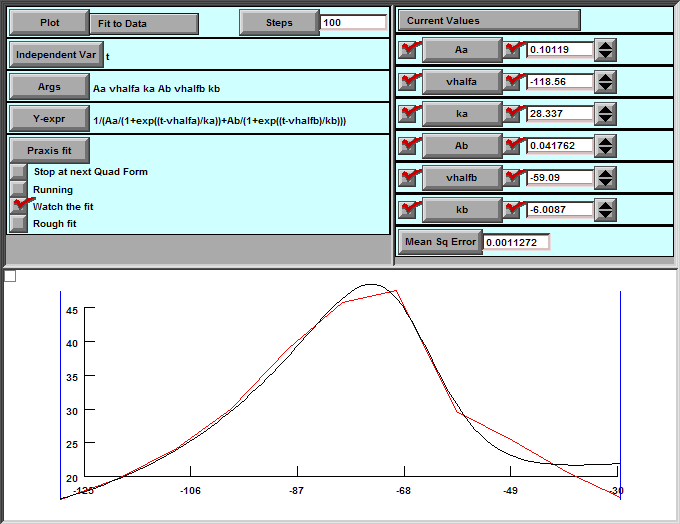 Plot Fit to Data Steps 100
Independent Var t
Args Aa vhalfa ka Ab vhalfb kb
Y-expr 1/(Aa/(1+exp((t-vhalfa)/ka))+Ab/(1+exp((t-vhalfb)/kb)))
Praxis fit
Stop at next Quad Form
Running
Watch the fit
Rough fit
Current Values
Aa 0.10119
vhalfa -118.56
ka 28.337
Ab 0.041762
vhalfb -59.09
kb -6.0087
Mean Sq Error 0.0011272
45
40
35
30
25
20
-125 -106 -87 -68 -49 -30